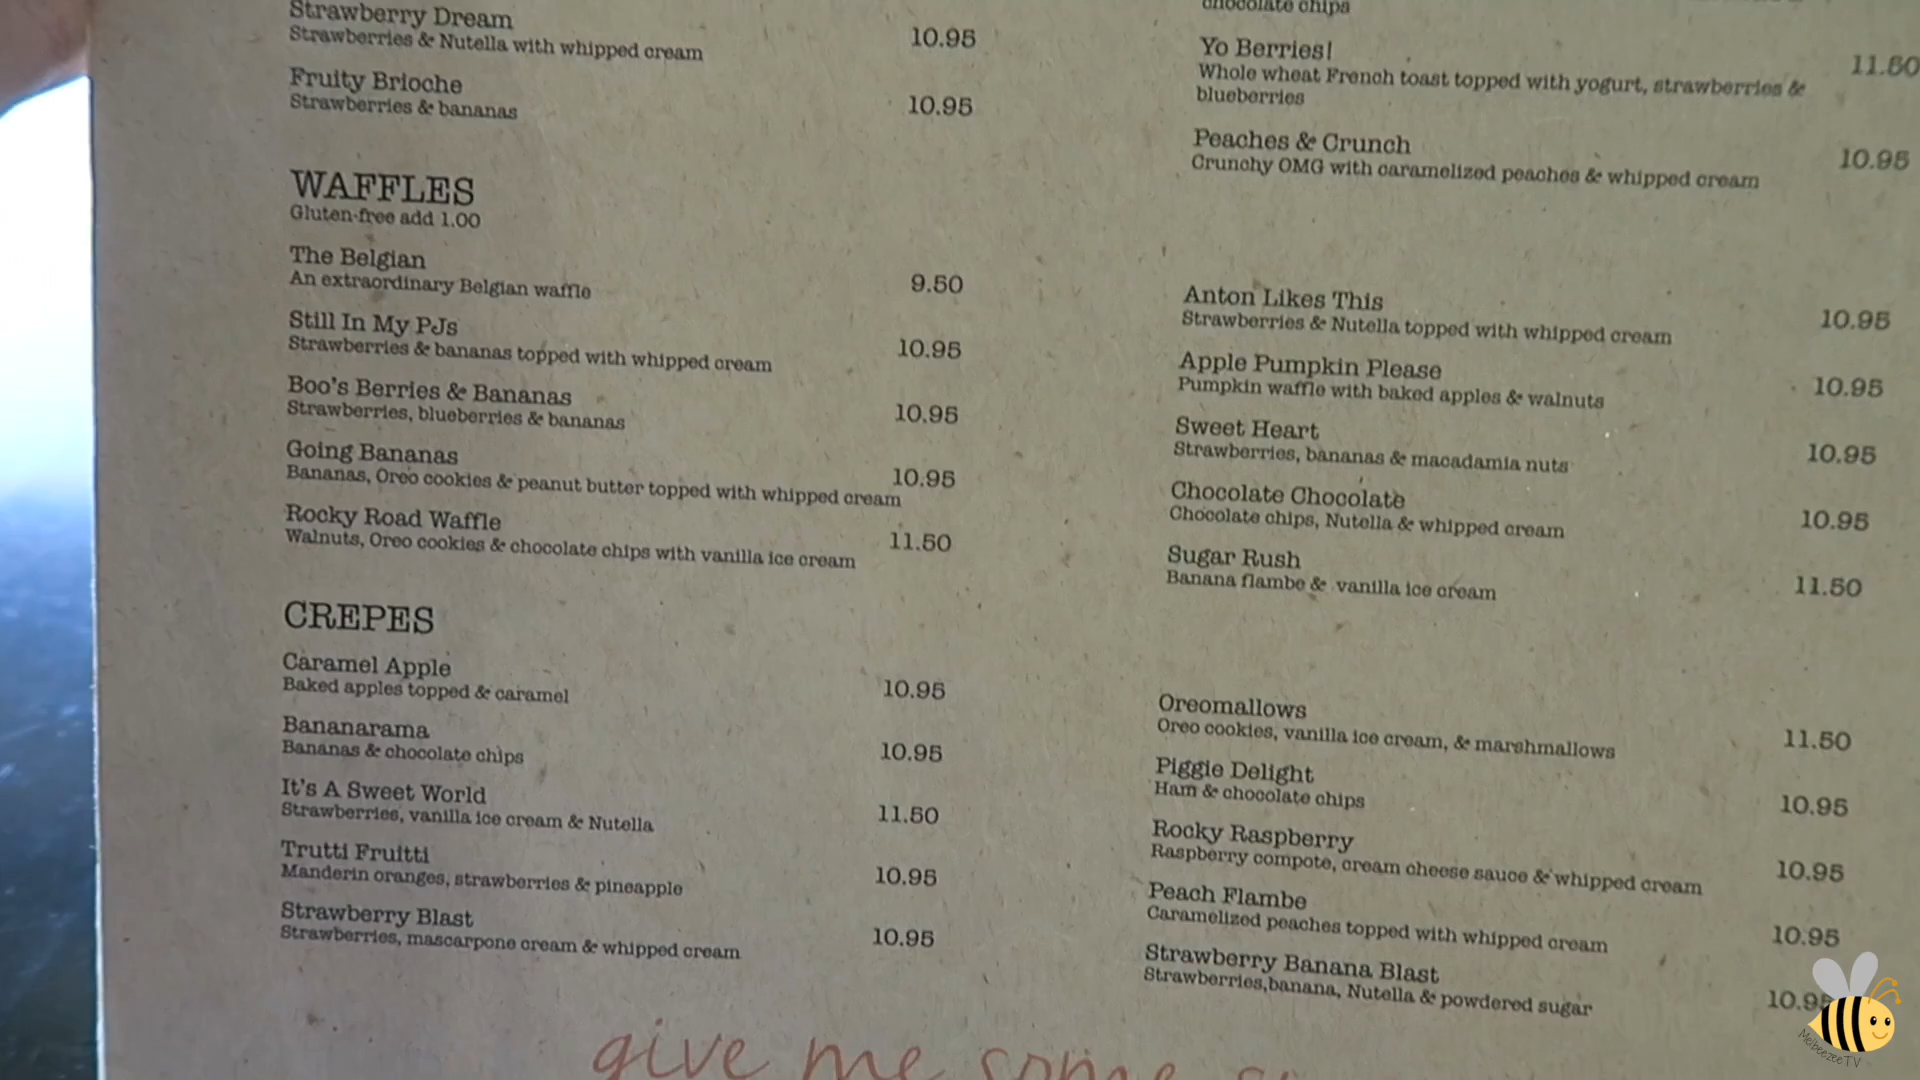 Strawberry Dream 10.95
Strawberries & Nutella with whipped cream
Fruity Brioche 10.95
Strawberries & bananas
WAFFLES
Gluten-free add 1.00
The Belgian 9.50
An extraordinary Belgian waffle
Still In My PJs 10.95
Strawberries & bananas topped with whipped cream
Boo's Berries & Bananas 10.95
Strawberries, blueberries & bananas
Going Bananas 10.95
Bananas, Oreo cookies & peanut butter topped with whipped cream
Rocky Road Waffle 11.50
Walnuts, Oreo cookies & chocolate chips with vanilla ice cream
CREPES
Caramel Apple 10.95
Baked apples topped & caramel
Bananarama 10.95
Bananas & chocolate chips
It's A Sweet World 11.50
Strawberries, vanilla ice cream & Nutella
Trutti Fruitti 10.95
Manderin oranges, strawberries & pineapple
Strawberry Blast 10.95
Strawberries, mascarpone cream & whipped cream
chocolate chips
Yo Berries! 11.50
Whole wheat French toast topped with yogurt, strawberries &
blueberries
Peaches & Crunch 10.95
Crunchy OMG with caramelized peaches & whipped cream
Anton Likes This 10.95
Strawberries & Nutella topped with whipped cream
Apple Pumpkin Please 10.95
Pumpkin waffle with baked apples & walnuts
Sweet Heart 10.95
Strawberries, bananas & macadamia nuts
Chocolate Chocolate 10.95
Chocolate chips, Nutella & whipped cream
Sugar Rush 11.50
Banana flambe & vanilla ice cream
Oreomallows 11.50
Oreo cookies, vanilla ice cream, & marshmallows
Piggie Delight 10.95
Ham & chocolate chips
Rocky Raspberry 10.95
Raspberry compote, cream cheese sauce & whipped cream
Peach Flambe 10.95
Caramelized peaches topped with whipped cream
Strawberry Banana Blast 10.95
Strawberries,banana, Nutella & powdered sugar
give me some
MeibeezeeTV